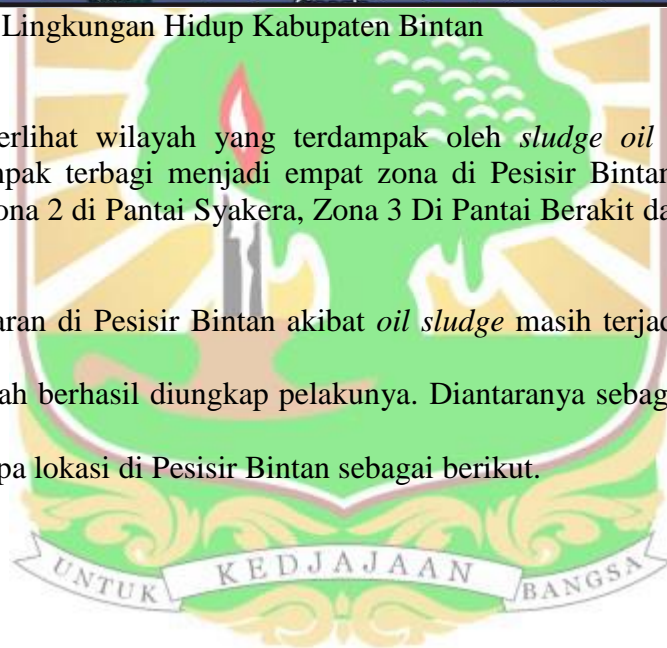 Lingkungan Hidup Kabupaten Bintan
erlihat wilayah yang terdampak oleh sludge oil
npak terbagi menjadi empat zona di Pesisir Bintan
ona 2 di Pantai Syakera, Zona 3 Di Pantai Berakit da
aran di Pesisir Bintan akibat oil sludge masih terjad
ah berhasil diungkap pelakunya. Diantaranya sebag
pa lokasi di Pesisir Bintan sebagai berikut.
UNTUK KEDJAJAAN BANGSA